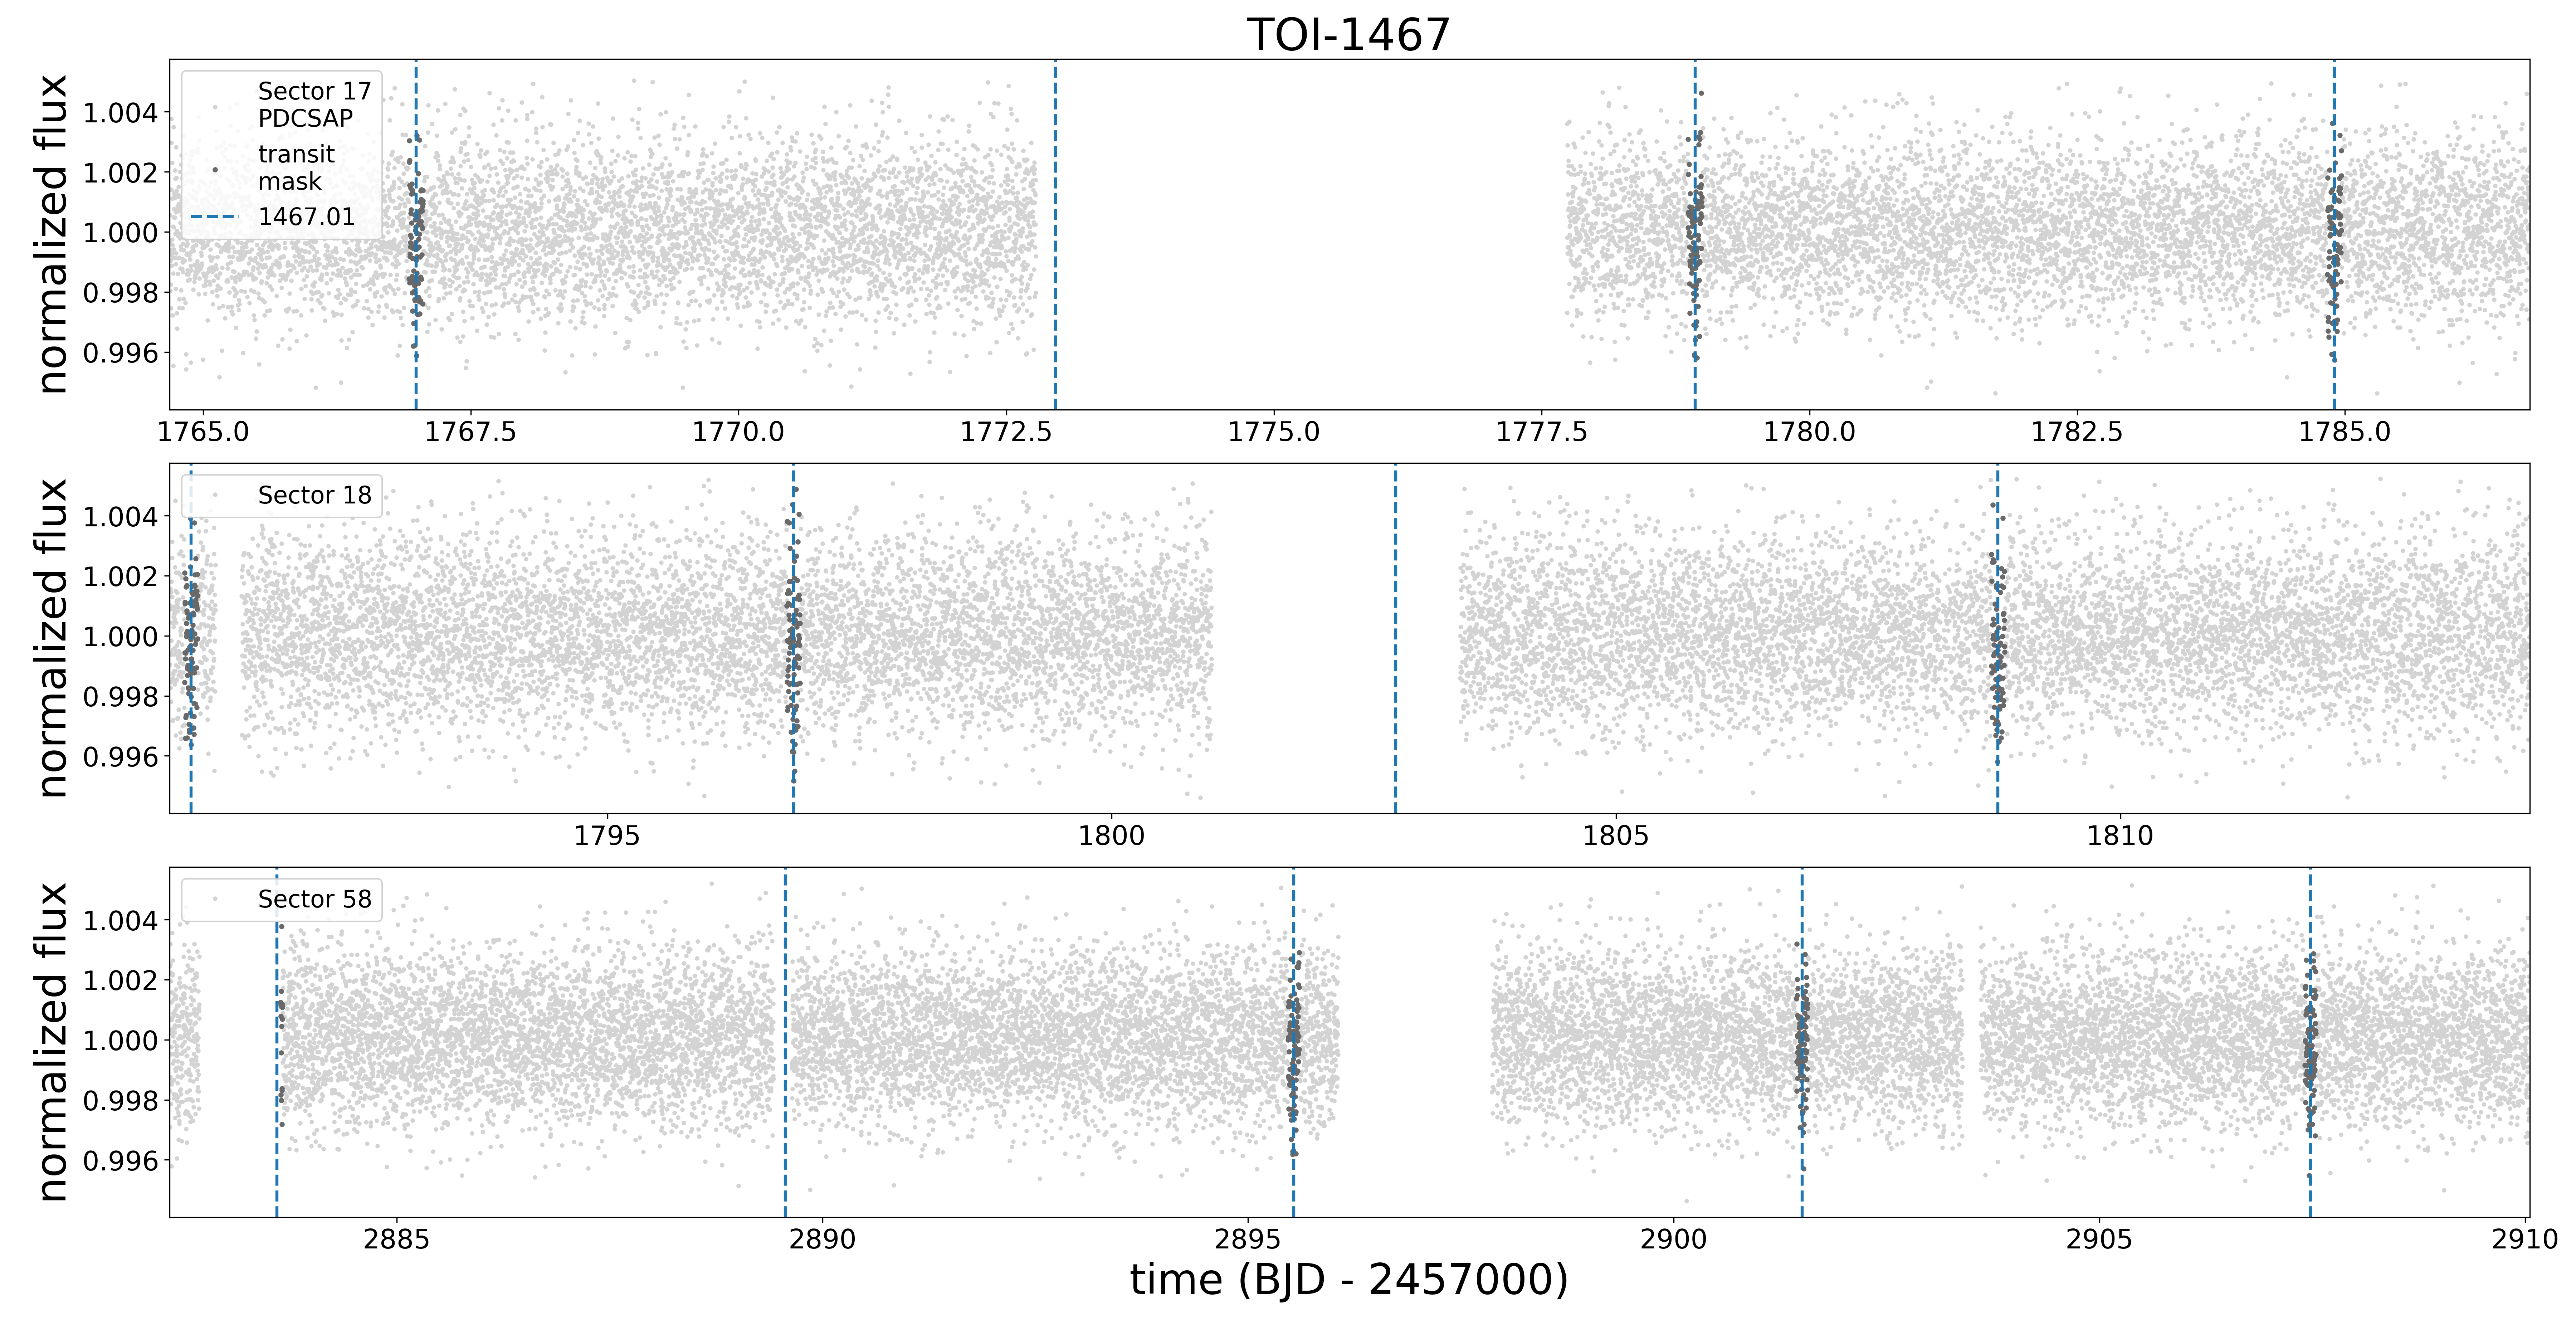 TOI-1467
normalized flux
1.004
1.002
1.000
0.998
0.996
Sector 17
PDCSAP
transit
mask
1467.01
1765.0 1767.5 1770.0 1772.5 1775.0 1777.5 1780.0 1782.5 1785.0
normalized flux
1.004
1.002
1.000
0.998
0.996
Sector 18
1795 1800 1805 1810
normalized flux
1.004
1.002
1.000
0.998
0.996
Sector 58
2885 2890 2895 2900 2905 2910
time (BJD - 2457000)